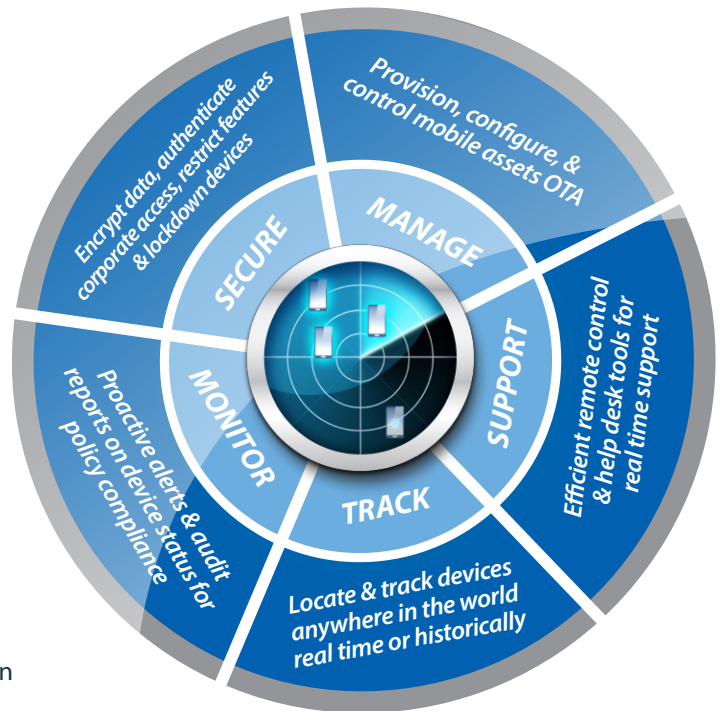 Encrypt data, authenticate
corporate access, restrict features
& lockdown devices
SECURE
Provision, configure, &
control mobile assets OTA
MANAGE
Efficient remote control
& help desk tools for
real time support
SUPPORT
Locate & track devices
anywhere in the world
real time or historically
TRACK
Proactive alerts & audit
reports on device status for
policy compliance
MONITOR
n